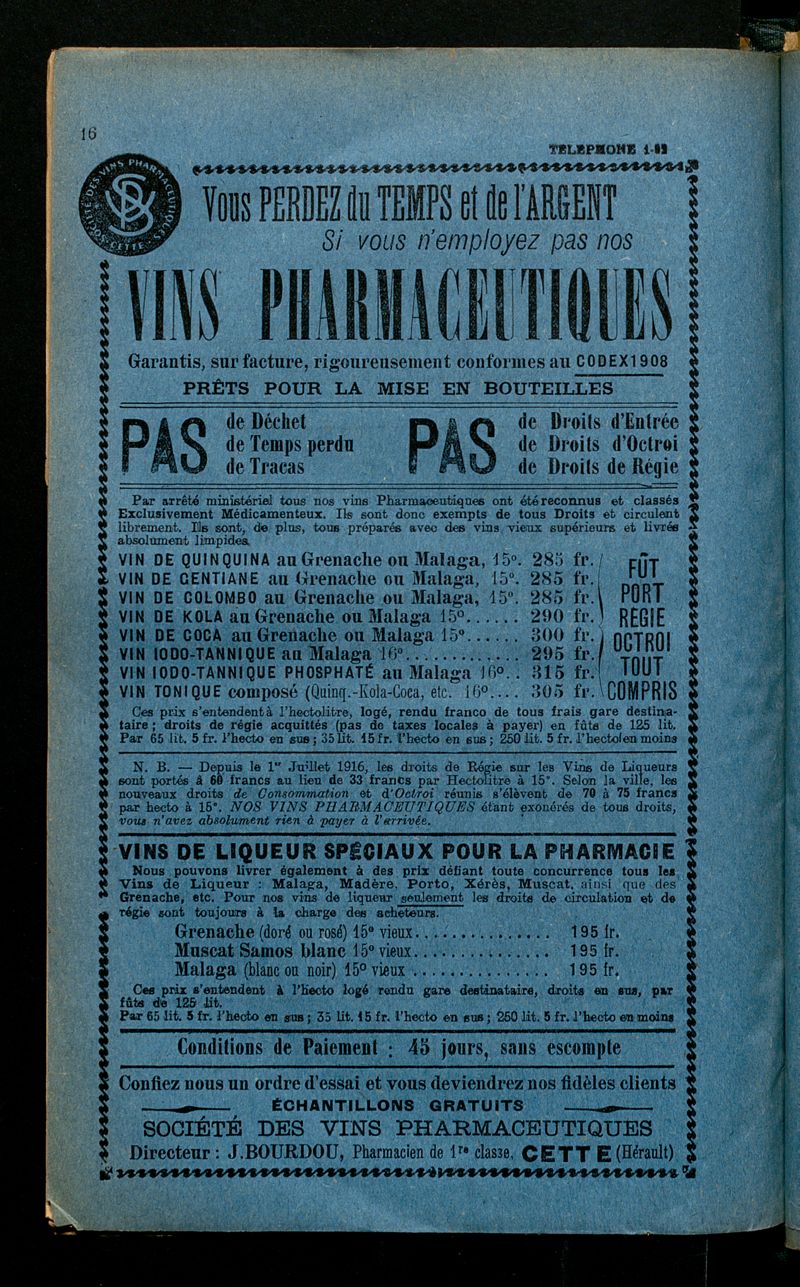 16
TELEPHONE 1-
SOCIÉTÉ DES VINS PHARMACEUTIQUES
CETTE
Vous PERDEZ du TEMPS et de l'ARGENT
Si vous n'employez pas nos
VINS PHARMACEUTIQUES
Garantis, sur facture, rigoureusement conformes au CODEX 1908
PRÊTS POUR LA MISE EN BOUTEILLES
PAS
de Déchet
de Temps perdu
de Tracas
PAS
de Droits d'Entrée
de Droits d'Octroi
de Droits de Régie
Par arrêté ministériel tous nos vins Pharmaceutiques ont été reconnus et classés
Exclusivement Médicamenteux. Ils sont donc exempts de tous Droits et circulent
librement. Ils sont, de plus, tous préparés avec des vins vieux supérieurs et livrés
absolument limpides.
VIN DE QUINQUINA au Grenache ou Malaga, 15°. 285 fr.
VIN DE GENTIANE au Grenache ou Malaga, 15°. 285 fr.
VIN DE COLOMBO au Grenache ou Malaga, 15°. 285 fr.
VIN DE KOLA au Grenache ou Malaga 15°...... 290 fr.
VIN DE COCA au Grenache ou Malaga 15°...... 300 fr.
VIN IODO-TANNIQUE au Malaga 16°............. 295 fr.
VIN IODO-TANNIQUE PHOSPHATÉ au Malaga 16°.. 315 fr.
VIN TONIQUE composé (Quinq.-Kola-Coca, etc. 16°.... 305 fr.
FÛT
PORT
RÉGIE
OCTROI
TOUT
COMPRIS
Ces prix s'entendent à l'hectolitre, logé, rendu franco de tous frais gare destina-
taire ; droits de régie acquittés (pas de taxes locales à payer) en fûts de 125 lit.
Par 65 lit. 5 fr. l'hecto en sus ; 35 lit. 15 fr. l'hecto en sus ; 250 lit. 5 fr. l'hecto en moins
N. B. — Depuis le 1er Juillet 1916, les droits de Régie sur les Vins de Liqueurs
sont portés à 60 francs au lieu de 33 francs par Hectolitre à 15°. Selon la ville, les
nouveaux droits de Consommation et d'Octroi réunis s'élèvent de 70 à 75 francs
par hecto à 15°. NOS VINS PHARMACEUTIQUES étant exonérés de tous droits,
vous n'avez absolument rien à payer à l'arrivée.
VINS DE LIQUEUR SPÉCIAUX POUR LA PHARMACIE
Nous pouvons livrer également à des prix défiant toute concurrence tous les
Vins de Liqueur : Malaga, Madère, Porto, Xérès, Muscat, ainsi que des
Grenache, etc. Pour nos vins de liqueur seulement les droits de circulation et de
régie sont toujours à la charge des acheteurs.
Grenache (doré ou rosé) 15° vieux............... 195 fr.
Muscat Samos blanc 15° vieux............... 195 fr.
Malaga (blanc ou noir) 15° vieux............... 195 fr.
Ces prix s'entendent à l'hecto logé rendu gare destinataire, droits en sus, par
fûts de 125 lit.
Par 65 lit. 5 fr. l'hecto en sus ; 35 lit. 15 fr. l'hecto en sus ; 250 lit. 5 fr. l'hecto en moins
Conditions de Paiement : 45 jours, sans escompte
Confiez nous un ordre d'essai et vous deviendrez nos fidèles clients
ÉCHANTILLONS GRATUITS
SOCIÉTÉ DES VINS PHARMACEUTIQUES
Directeur : J. BOURDOU, Pharmacien de 1re classe, CETTE (Hérault)